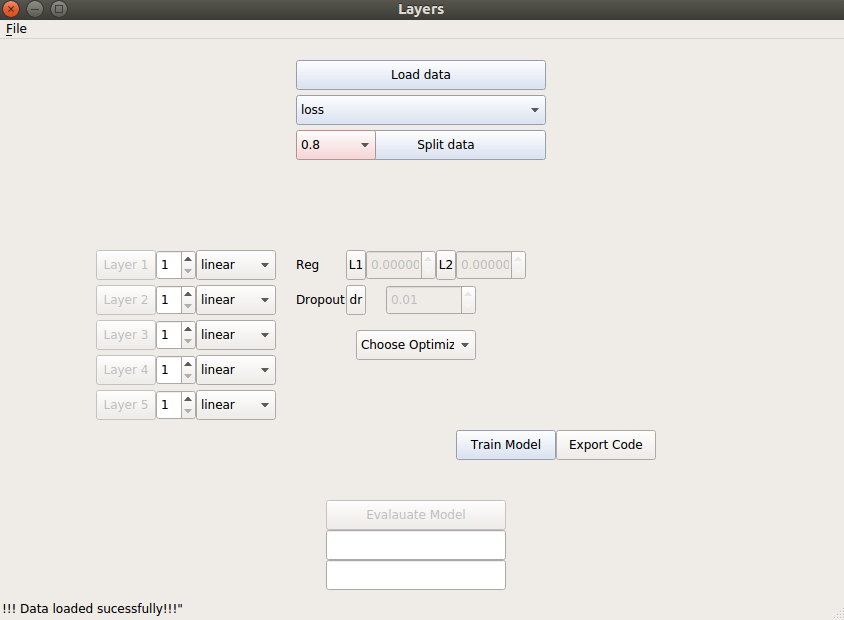 Layers
File
Load data
loss
0.8 Split data
Layer 1 1 linear Reg L1 0.00000 L2 0.00000
Layer 2 1 linear Dropout dr 0.01
Layer 3 1 linear Choose Optimiz
Layer 4 1 linear
Layer 5 1 linear
Train Model Export Code
Evalauate Model
!!! Data loaded sucessfully!!!"